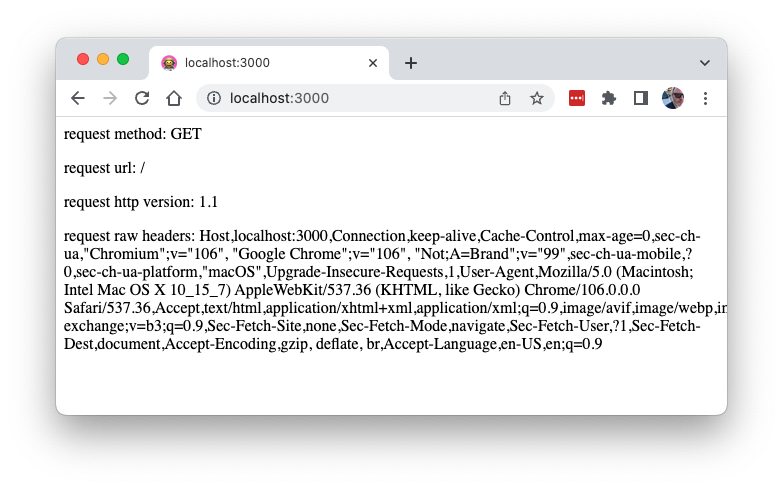 localhost:3000
localhost:3000
request method: GET
request url: /
request http version: 1.1
request raw headers: Host,localhost:3000,Connection,keep-alive,Cache-Control,max-age=0,sec-ch-
ua,"Chromium";v="106", "Google Chrome";v="106", "Not;A=Brand";v="99",sec-ch-ua-mobile,?
0,sec-ch-ua-platform,"macOS",Upgrade-Insecure-Requests,1,User-Agent,Mozilla/5.0 (Macintosh;
Intel Mac OS X 10_15_7) AppleWebKit/537.36 (KHTML, like Gecko) Chrome/106.0.0.0
Safari/537.36,Accept,text/html,application/xhtml+xml,application/xml;q=0.9,image/avif,image/webp,
exchange;v=b3;q=0.9,Sec-Fetch-Site,none,Sec-Fetch-Mode,navigate,Sec-Fetch-User,?1,Sec-Fetch-
Dest,document,Accept-Encoding,gzip, deflate, br,Accept-Language,en-US,en;q=0.9